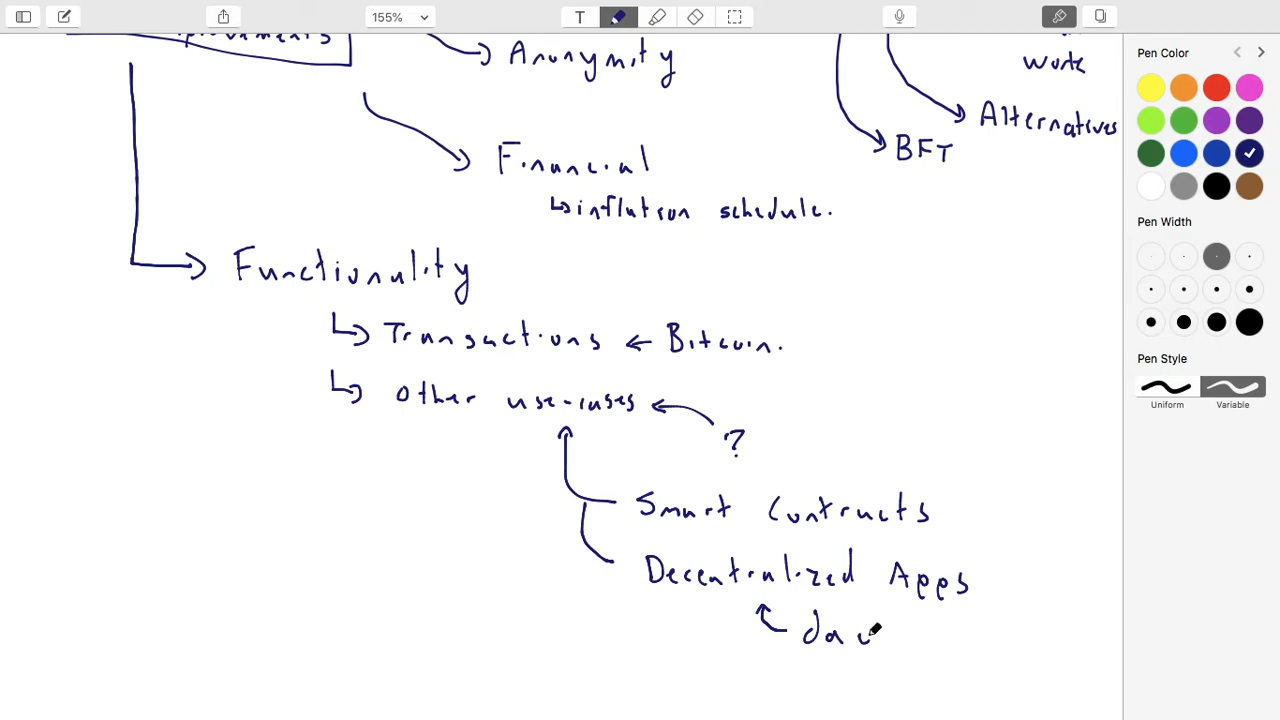 155%
T
Pen Color
Anonymity
work
Alternatives
BFT
Financial
inflation schedule.
Pen Width
Functionality
Transactions ← Bitcoin.
Pen Style
Uniform Variable
Other use-cases
?
Smart Contracts
Decentralized Apps